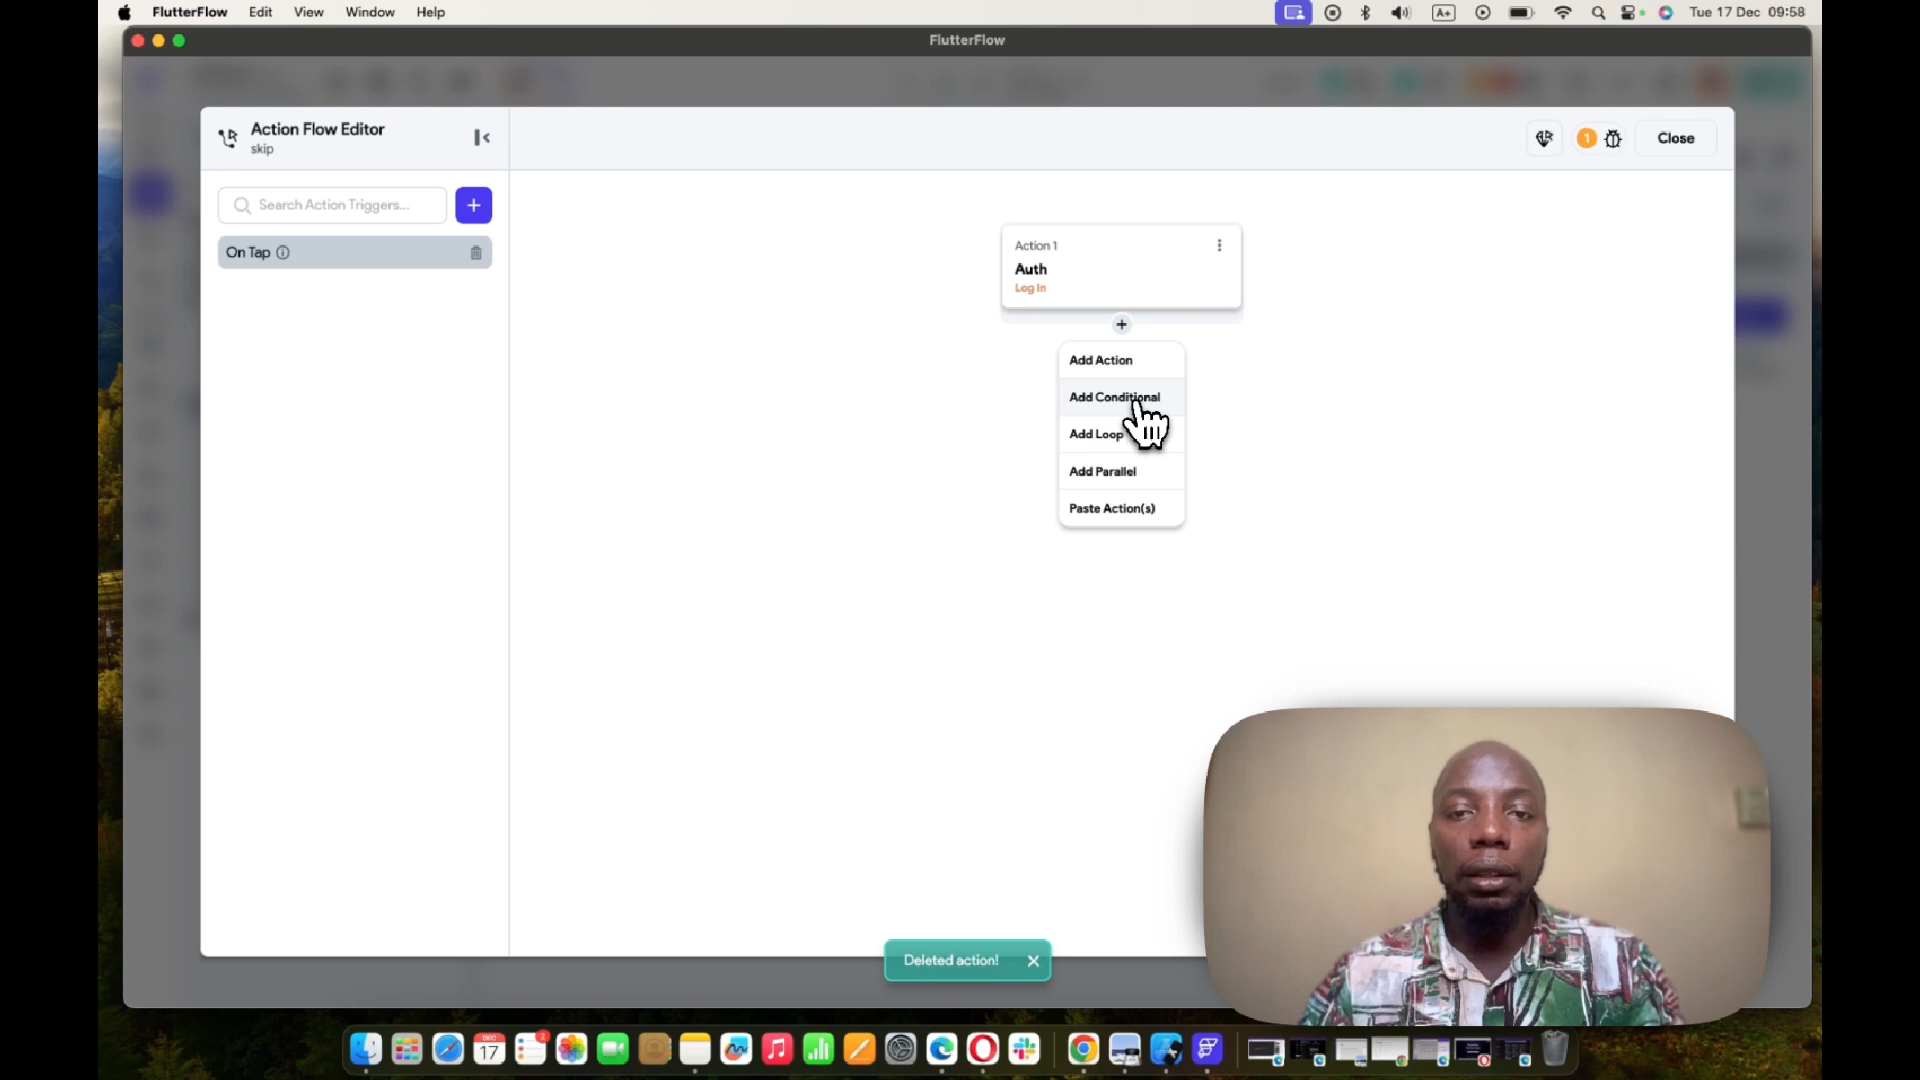 FlutterFlow Edit View Window Help
A+ Tue 17 Dec 09:58
FlutterFlow
Action Flow Editor
skip
1
Close
Search Action Triggers...
On Tap
Action 1
Auth
Log In
Add Action
Add Conditional
Add Loop
Add Parallel
Paste Action(s)
Deleted action!
DEC
17
2